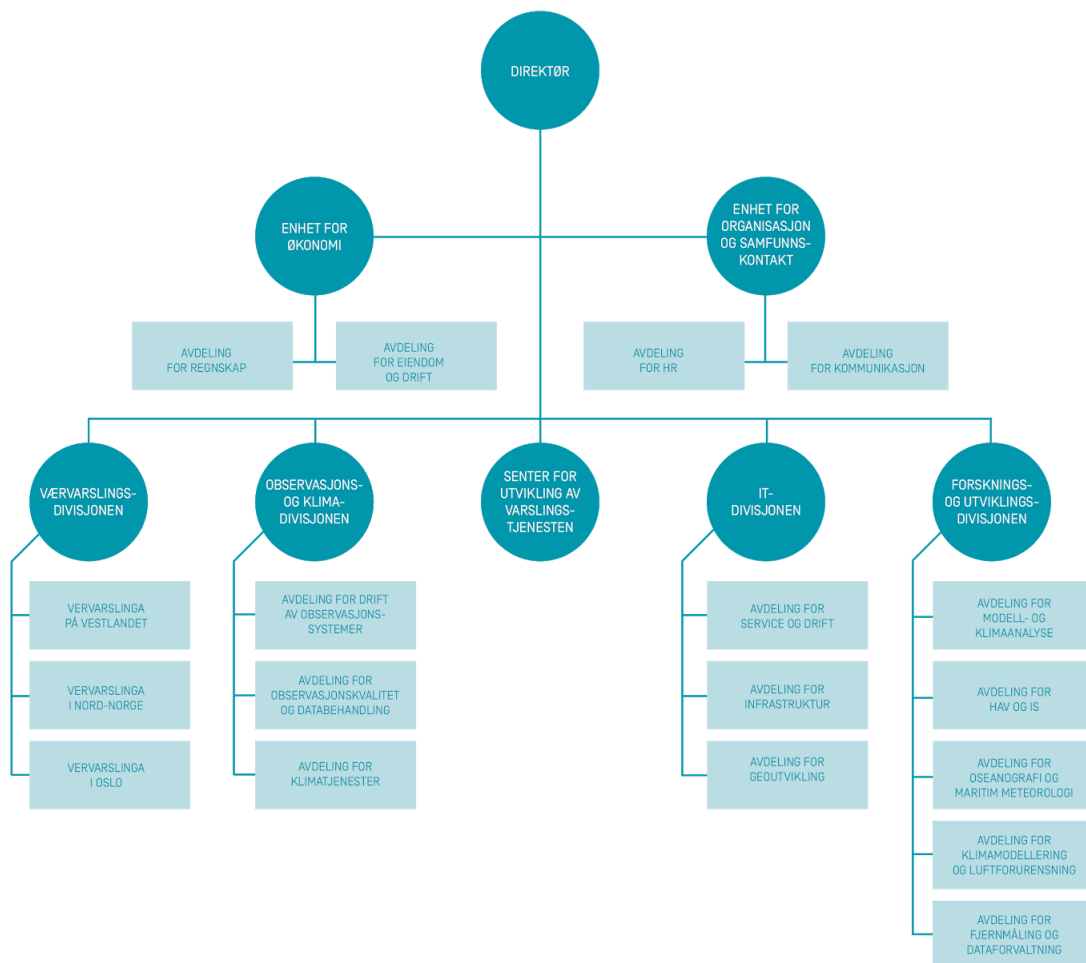 DIREKTØR
ENHET FOR
ØKONOMI
ENHET FOR
ORGANISASJON
OG SAMFUNNS-
KONTAKT
AVDELING
FOR REGNSKAP
AVDELING
FOR EIENDOM
OG DRIFT
AVDELING
FOR HR
AVDELING
FOR KOMMUNIKASJON
VÆRVARSLINGS-
DIVISJONEN
OBSERVASJONS-
OG KLIMA-
DIVISJONEN
SENTER FOR
UTVIKLING AV
VARSLINGS-
TJENESTEN
IT-
DIVISJONEN
FORSKNINGS-
OG UTVIKLINGS-
DIVISJONEN
VERVARSLINGA
PÅ VESTLANDET
VERVARSLINGA
I NORD-NORGE
VERVARSLINGA
I OSLO
AVDELING FOR DRIFT
AV OBSERVASJONS-
SYSTEMER
AVDELING FOR
OBSERVASJONSKVALITET
OG DATABEHANDLING
AVDELING FOR
KLIMATJENESTER
AVDELING FOR
SERVICE OG DRIFT
AVDELING FOR
INFRASTRUKTUR
AVDELING FOR
GEOUTVIKLING
AVDELING FOR
MODELL- OG
KLIMAANALYSE
AVDELING FOR
HAV OG IS
AVDELING FOR
OSEANOGRAFI OG
MARITIM METEOROLOGI
AVDELING FOR
KLIMAMODELLERING
OG LUFTFORURENSNING
AVDELING FOR
FJERNMÅLING OG
DATAFORVALTNING